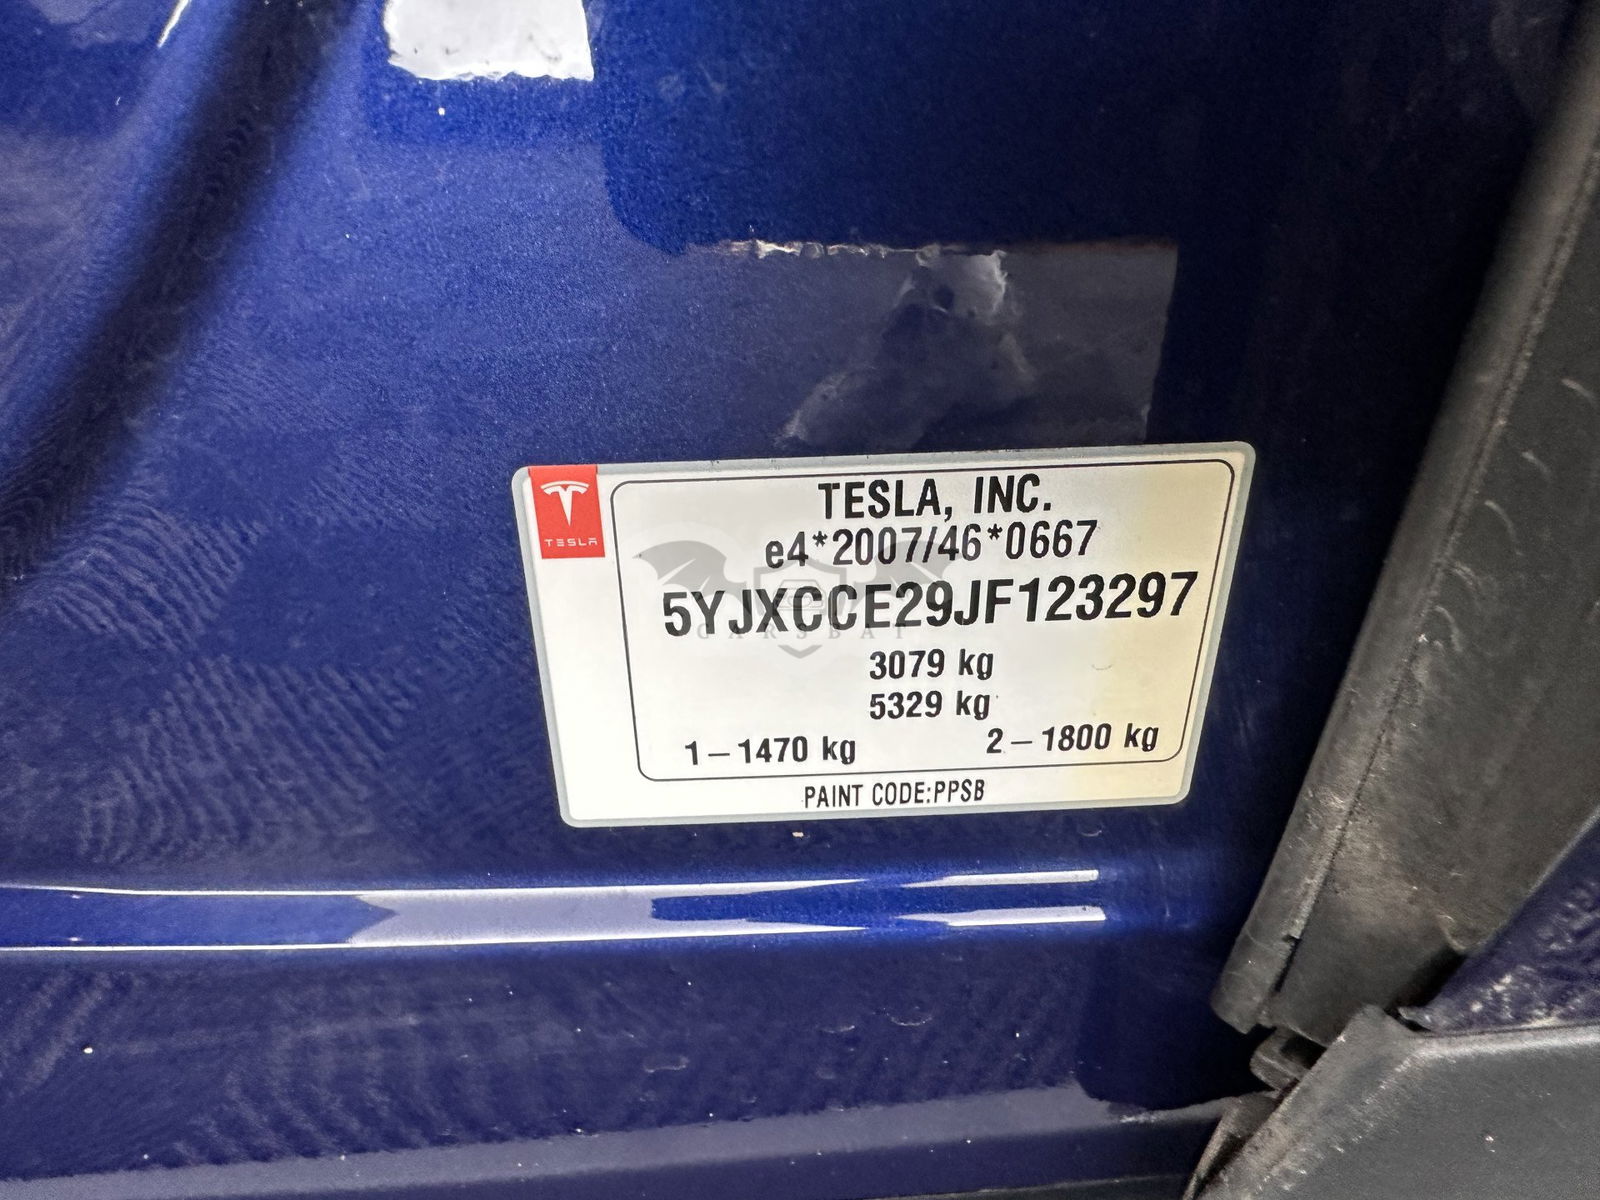 TESLA
TESLA, INC.
e4*2007/46*0667
5YJXCCE29JF123297
CARSBAT
3079 kg
5329 kg
1 – 1470 kg
2 – 1800 kg
PAINT CODE:PPSB